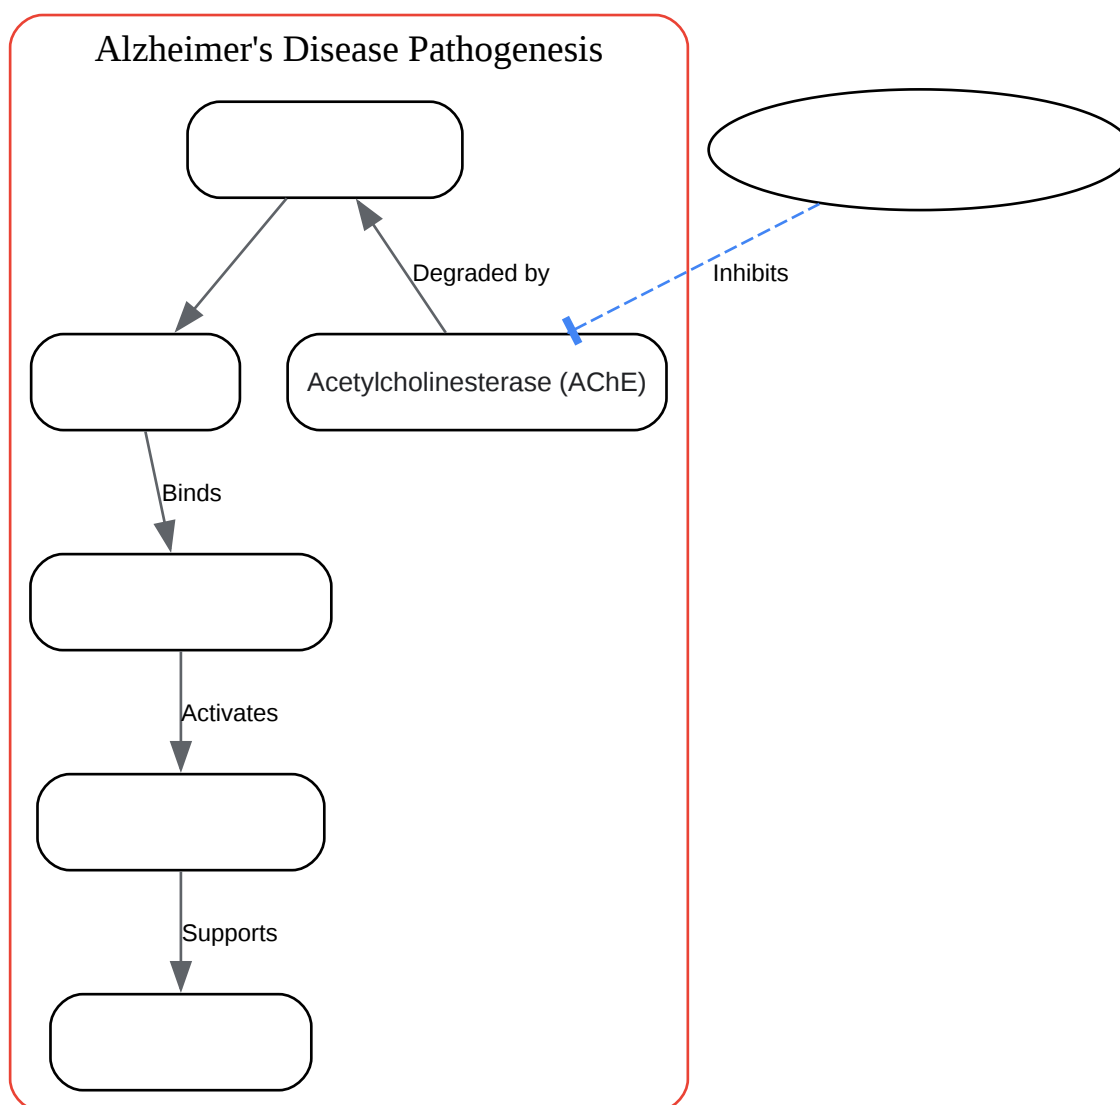 Alzheimer's Disease Pathogenesis
Degraded by
Inhibits
Acetylcholinesterase (AChE)
Binds
Activates
Supports